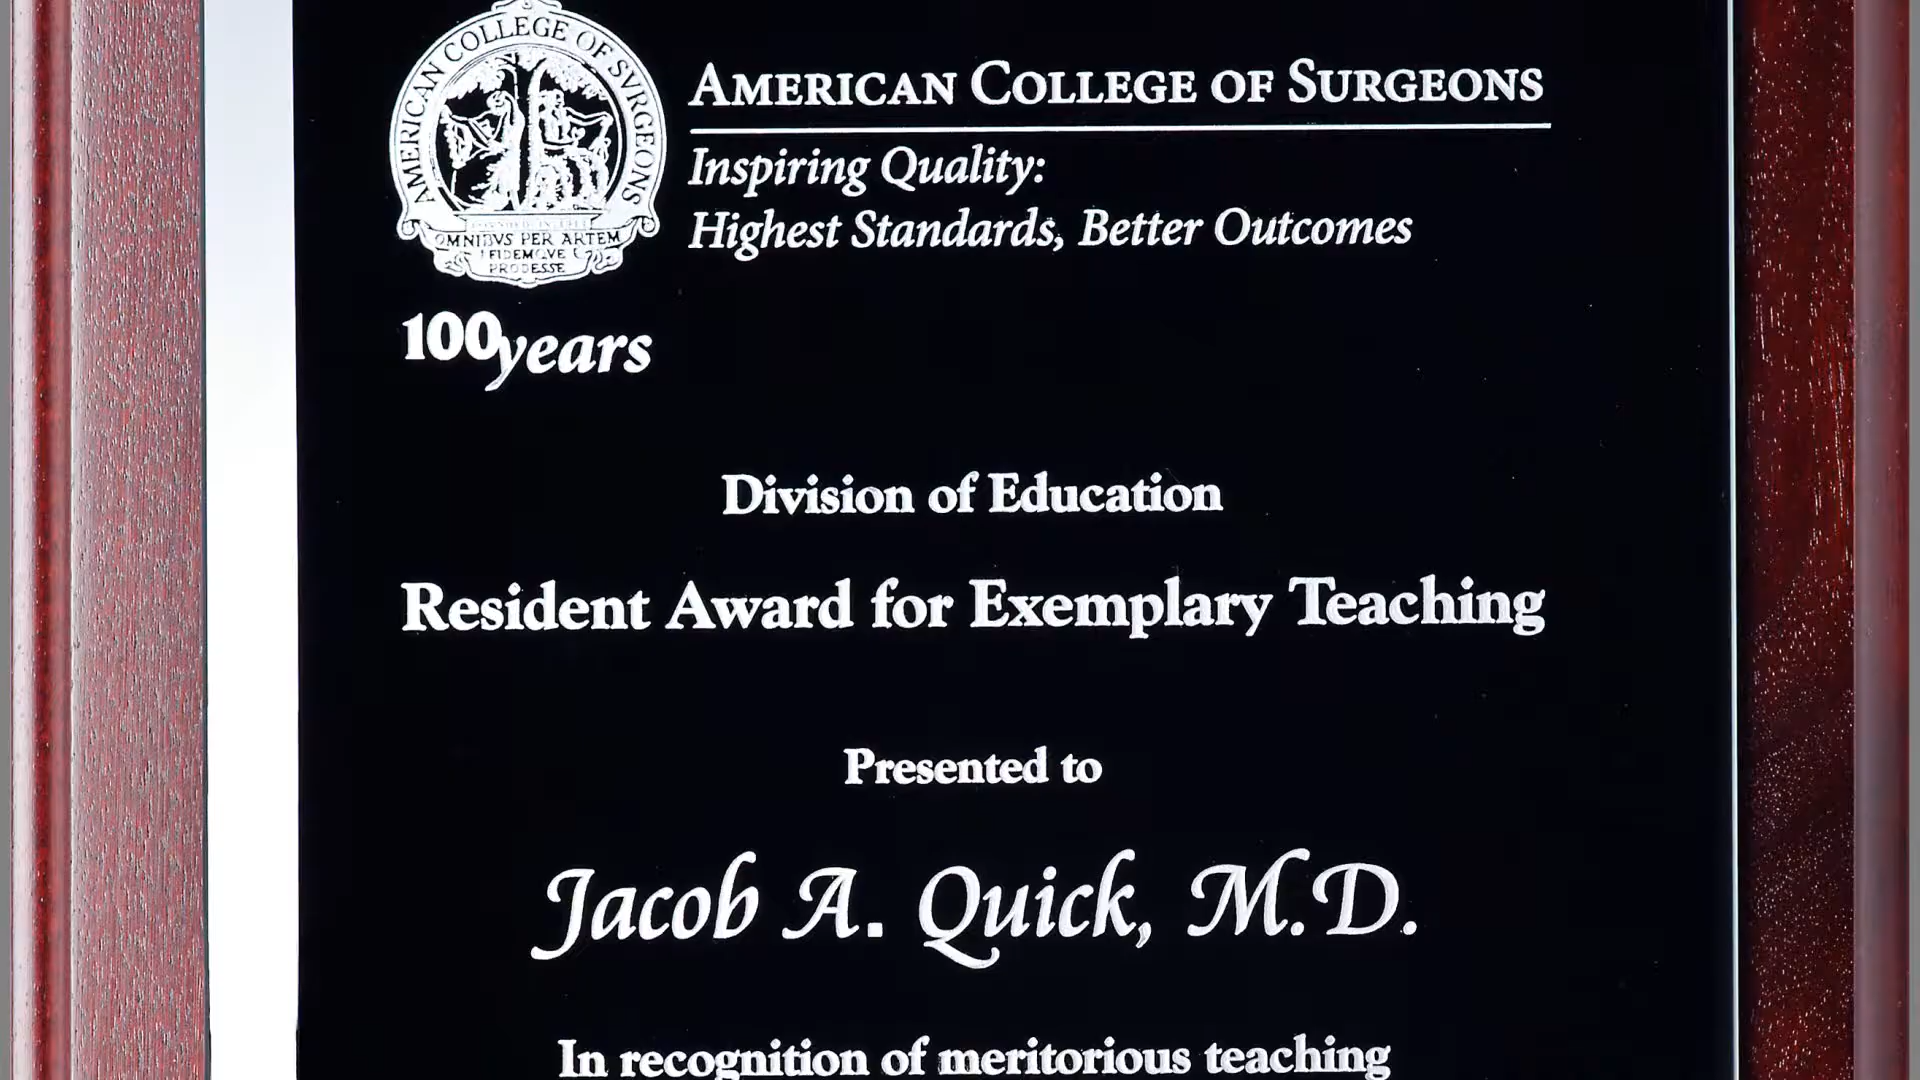 AMERICAN COLLEGE OF SVRGEONS
OMNIBVS PER ARTEM
FIDEMQVE
PRODESSE
AMERICAN COLLEGE OF SURGEONS
Inspiring Quality:
Highest Standards, Better Outcomes
100years
Division of Education
Resident Award for Exemplary Teaching
Presented to
Jacob A. Quick, M.D.
In recognition of meritorious teaching